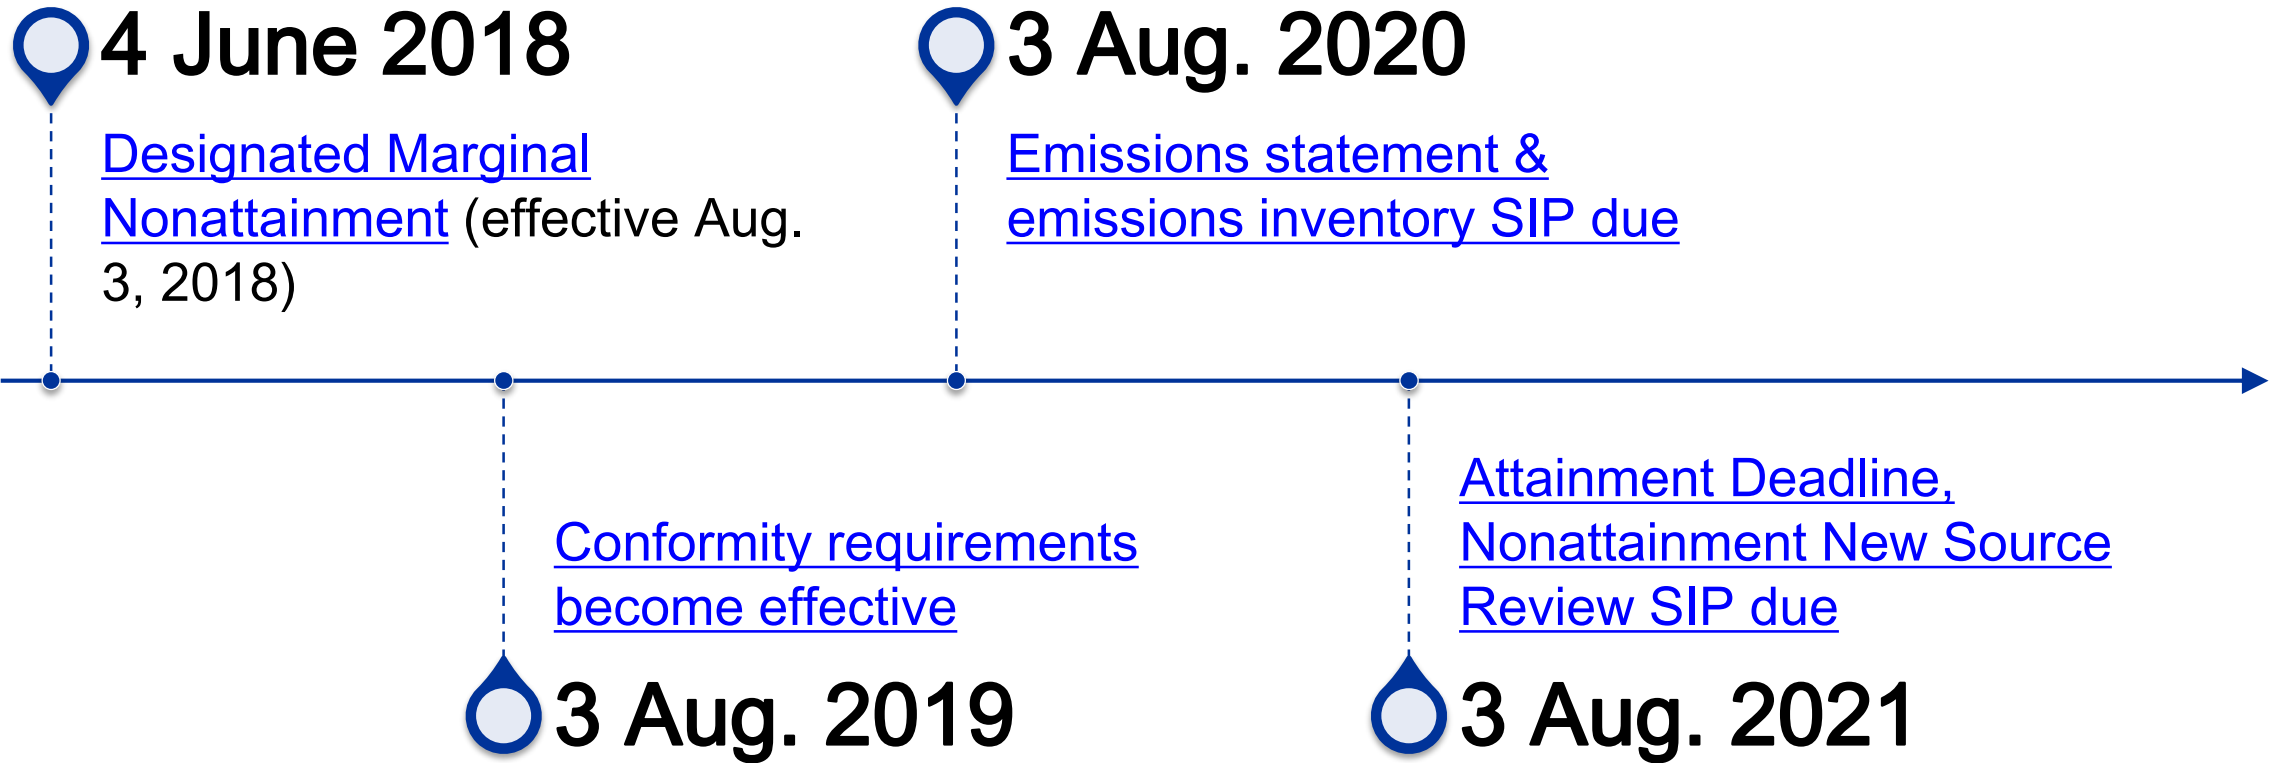 4 June 2018
Designated Marginal
Nonattainment (effective Aug.
3, 2018)
3 Aug. 2020
Emissions statement &
emissions inventory SIP due
Conformity requirements
become effective
3 Aug. 2019
Attainment Deadline,
Nonattainment New Source
Review SIP due
3 Aug. 2021